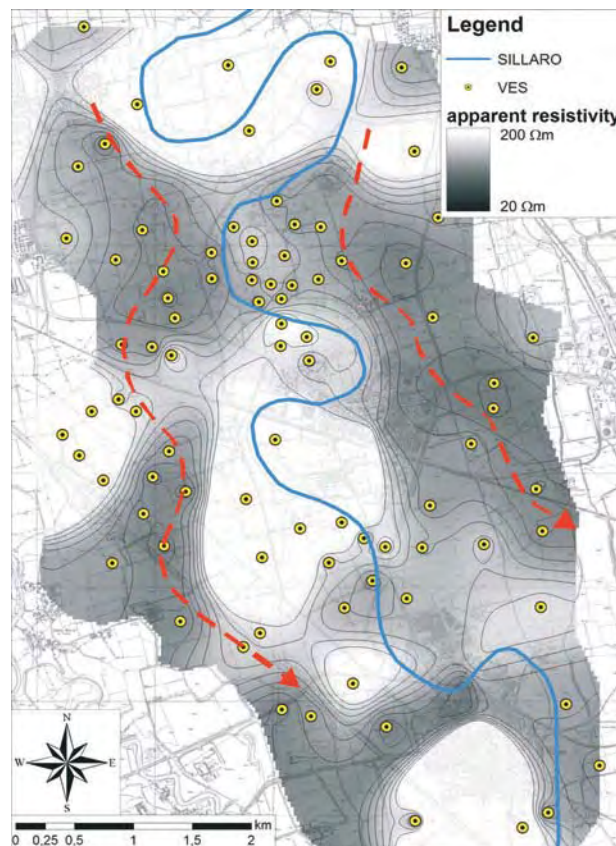 Legend
SILLARO
VES
apparent resistivity
200 Ωm
20 Ωm
N
W E
S
km
0 0,25 0,5 1 1,5 2